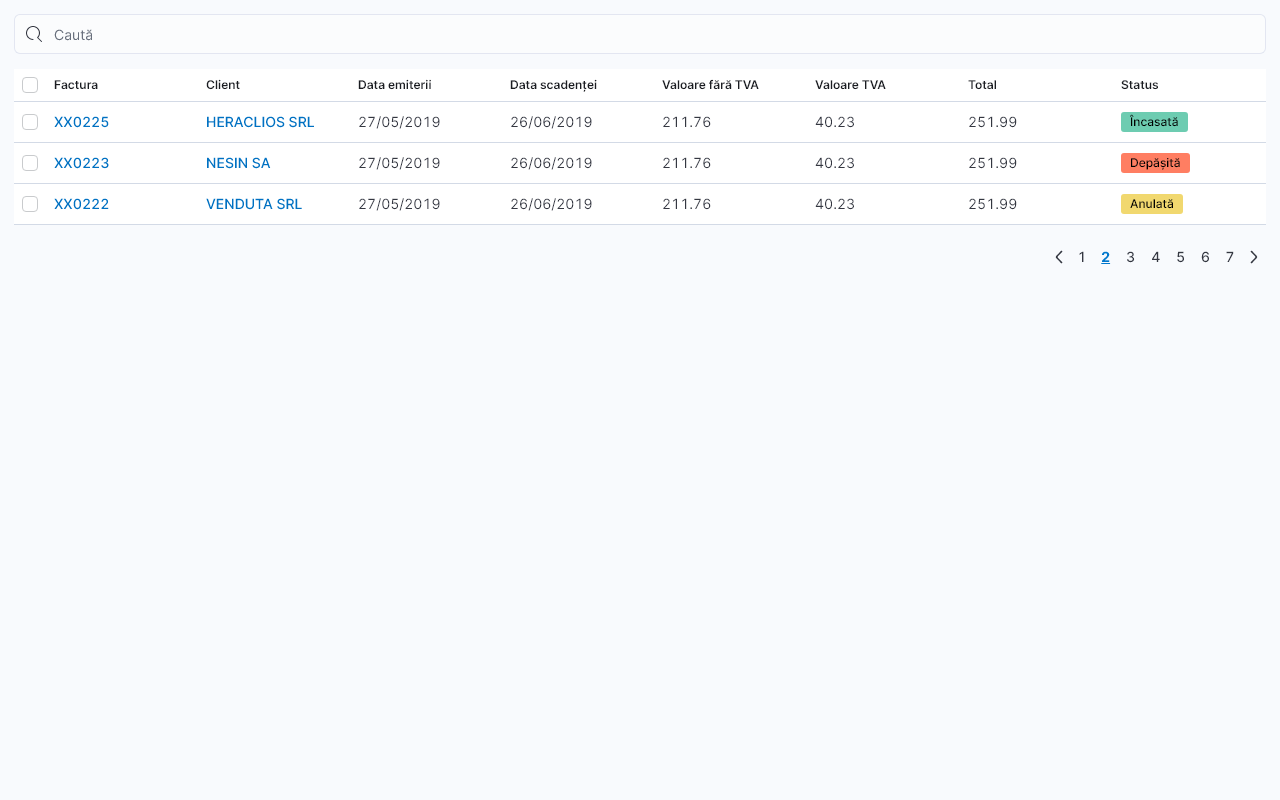 Caută
Factura Client Data emiterii Data scadenței Valoare fără TVA Valoare TVA Total Status
XX0225 HERACLIOS SRL 27/05/2019 26/06/2019 211.76 40.23 251.99 Încasată
XX0223 NESIN SA 27/05/2019 26/06/2019 211.76 40.23 251.99 Depășită
XX0222 VENDUTA SRL 27/05/2019 26/06/2019 211.76 40.23 251.99 Anulată
1 2 3 4 5 6 7